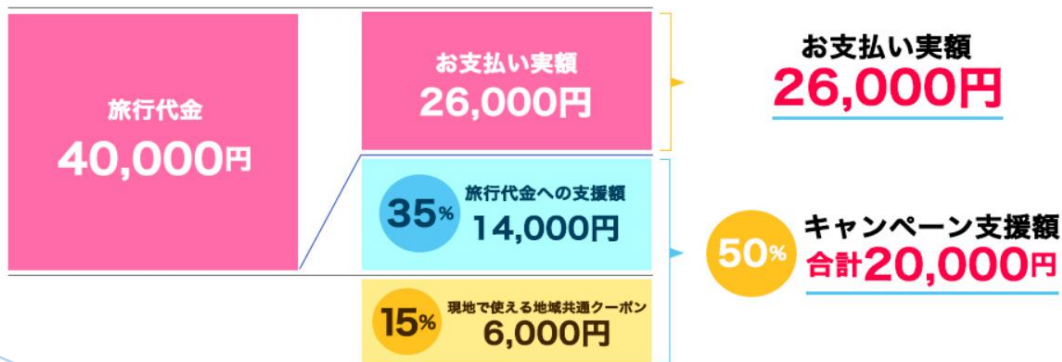 旅行代金
40,000円
お支払い実額
26,000円
35%
旅行代金への支援額
14,000円
15%
現地で使える地域共通クーポン
6,000円
お支払い実額
26,000円
50%
キャンペーン支援額
合計20,000円